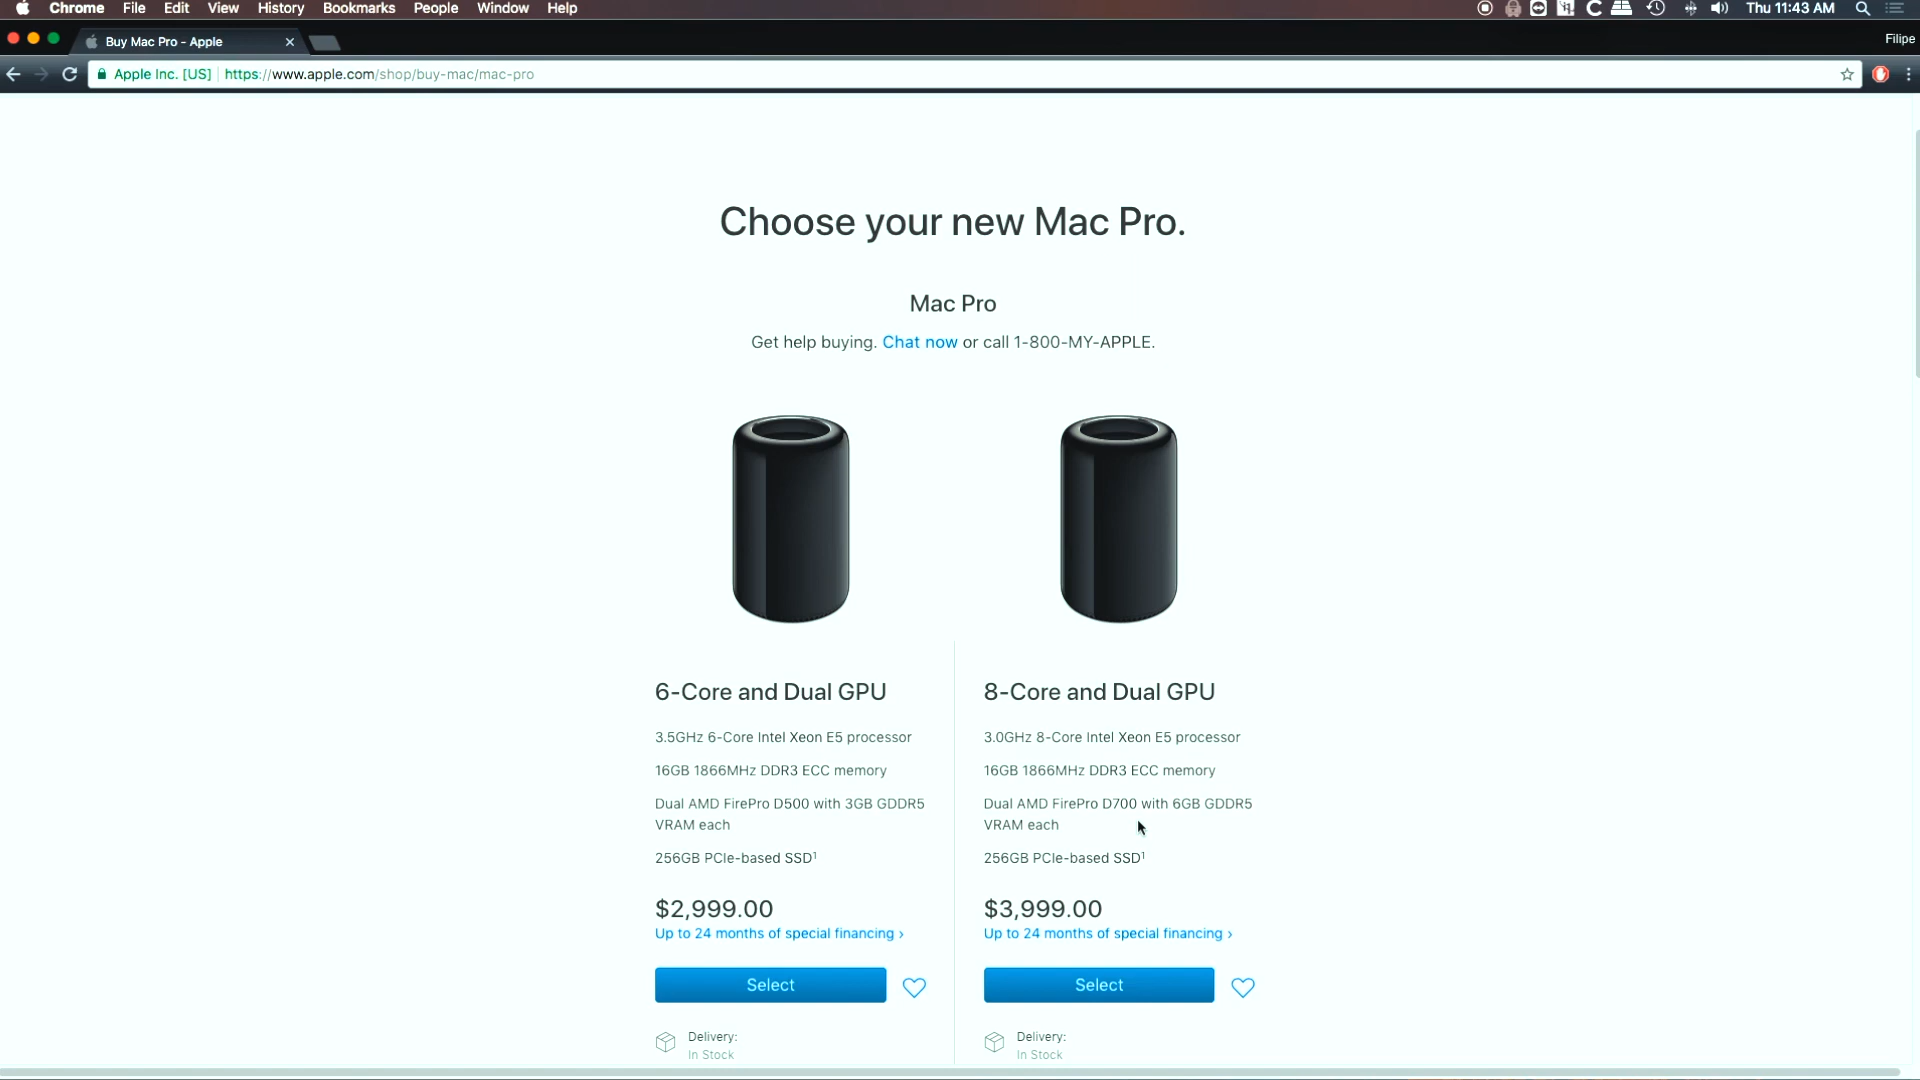 Chrome File Edit View History Bookmarks People Window Help Thu 11:43 AM
Buy Mac Pro - Apple
Filipe
Apple Inc. [US] https://www.apple.com/shop/buy-mac/mac-pro
Choose your new Mac Pro.
Mac Pro
Get help buying. Chat now or call 1-800-MY-APPLE.
6-Core and Dual GPU
3.5GHz 6-Core Intel Xeon E5 processor
16GB 1866MHz DDR3 ECC memory
Dual AMD FirePro D500 with 3GB GDDR5
VRAM each
256GB PCIe-based SSD¹
$2,999.00
Up to 24 months of special financing ›
Select
Delivery:
In Stock
8-Core and Dual GPU
3.0GHz 8-Core Intel Xeon E5 processor
16GB 1866MHz DDR3 ECC memory
Dual AMD FirePro D700 with 6GB GDDR5
VRAM each
256GB PCIe-based SSD¹
$3,999.00
Up to 24 months of special financing ›
Select
Delivery:
In Stock